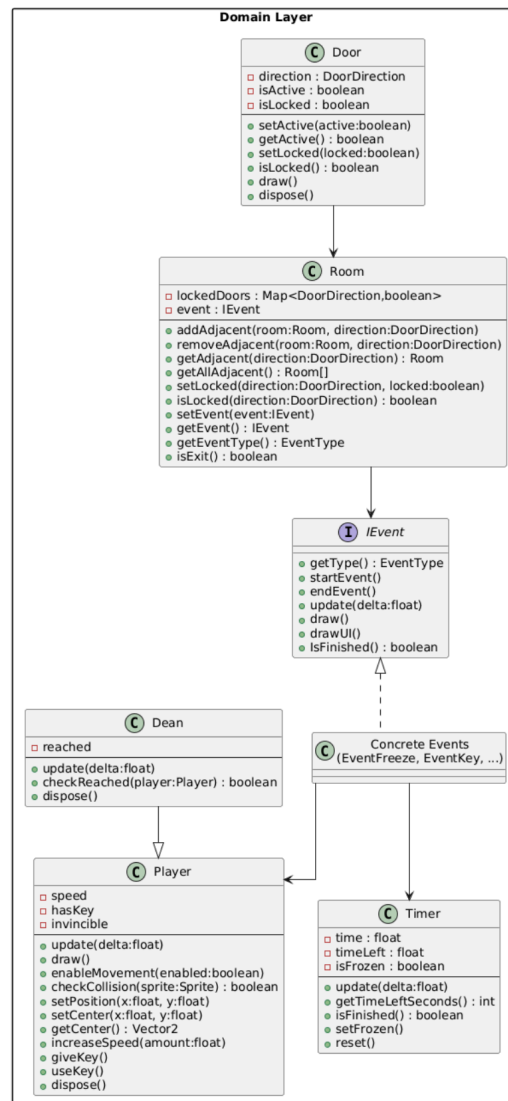 Domain Layer
C Door
direction : DoorDirection
isActive : boolean
isLocked : boolean
setActive(active:boolean)
getActive() : boolean
setLocked(locked:boolean)
isLocked() : boolean
draw()
dispose()
C Room
lockedDoors : Map<DoorDirection,boolean>
event : IEvent
addAdjacent(room:Room, direction:DoorDirection)
removeAdjacent(room:Room, direction:DoorDirection)
getAdjacent(direction:DoorDirection) : Room
getAllAdjacent() : Room[]
setLocked(direction:DoorDirection, locked:boolean)
isLocked(direction:DoorDirection) : boolean
setEvent(event:IEvent)
getEvent() : IEvent
getEventType() : EventType
isExit() : boolean
I IEvent
getType() : EventType
startEvent()
endEvent()
update(delta:float)
draw()
drawUI()
IsFinished() : boolean
C Dean
reached
update(delta:float)
checkReached(player:Player) : boolean
dispose()
C Concrete Events
(EventFreeze, EventKey, ...)
C Player
speed
hasKey
invincible
update(delta:float)
draw()
enableMovement(enabled:boolean)
checkCollision(sprite:Sprite) : boolean
setPosition(x:float, y:float)
setCenter(x:float, y:float)
getCenter() : Vector2
increaseSpeed(amount:float)
giveKey()
useKey()
dispose()
C Timer
time : float
timeLeft : float
isFrozen : boolean
update(delta:float)
getTimeLeftSeconds() : int
isFinished() : boolean
setFrozen()
reset()